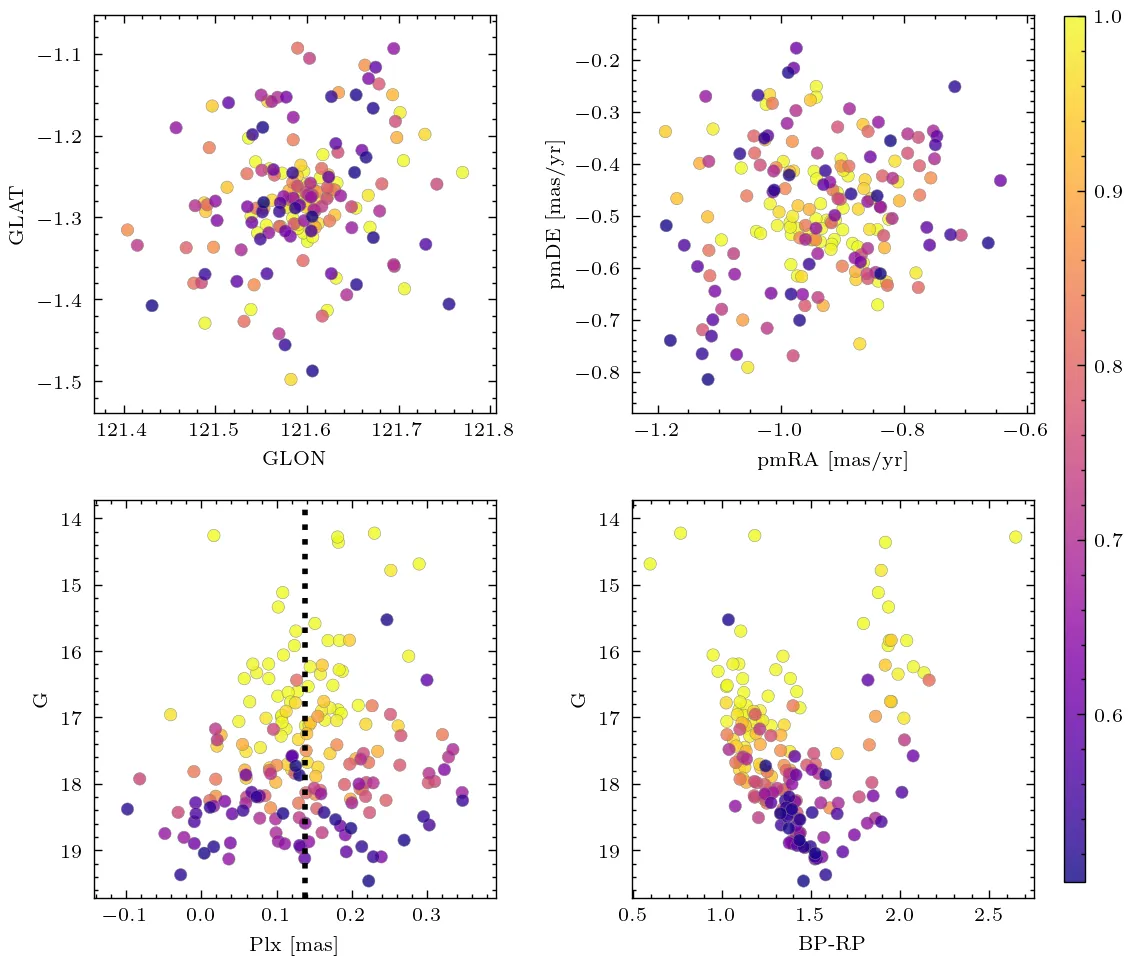 −1.1
−1.2
−1.3
−1.4
−1.5
GLAT
121.4 121.5 121.6 121.7 121.8
GLON
−0.2
−0.3
−0.4
−0.5
−0.6
−0.7
−0.8
pmDE [mas/yr]
−1.2 −1.0 −0.8 −0.6
pmRA [mas/yr]
1.0
0.9
0.8
0.7
0.6
14
15
16
17
18
19
G
−0.1 0.0 0.1 0.2 0.3
Plx [mas]
14
15
16
17
18
19
G
0.5 1.0 1.5 2.0 2.5
BP-RP